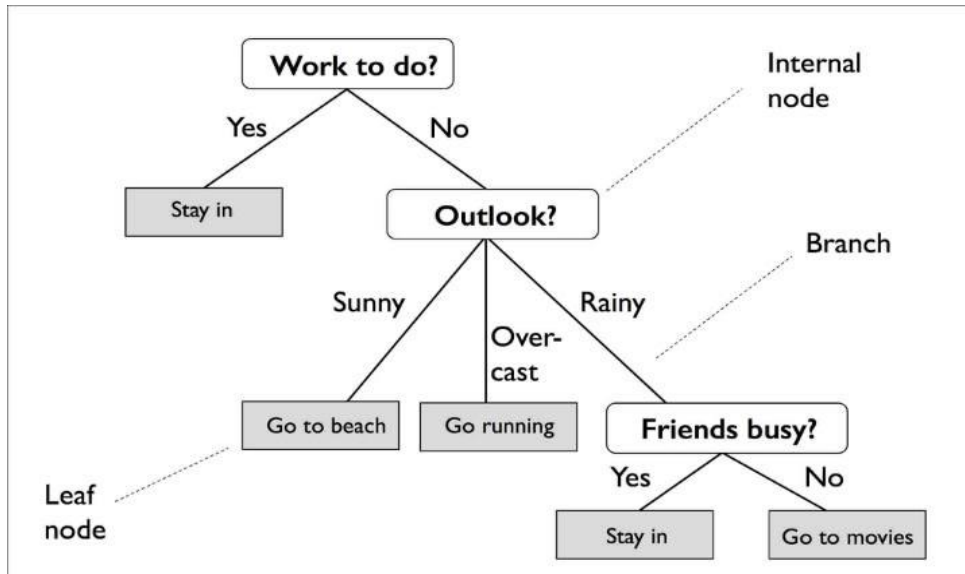 Work to do?
Internal
node
Yes
No
Stay in
Outlook?
Branch
Sunny
Rainy
Over-
cast
Go to beach
Go running
Friends busy?
Yes
No
Leaf
node
Stay in
Go to movies